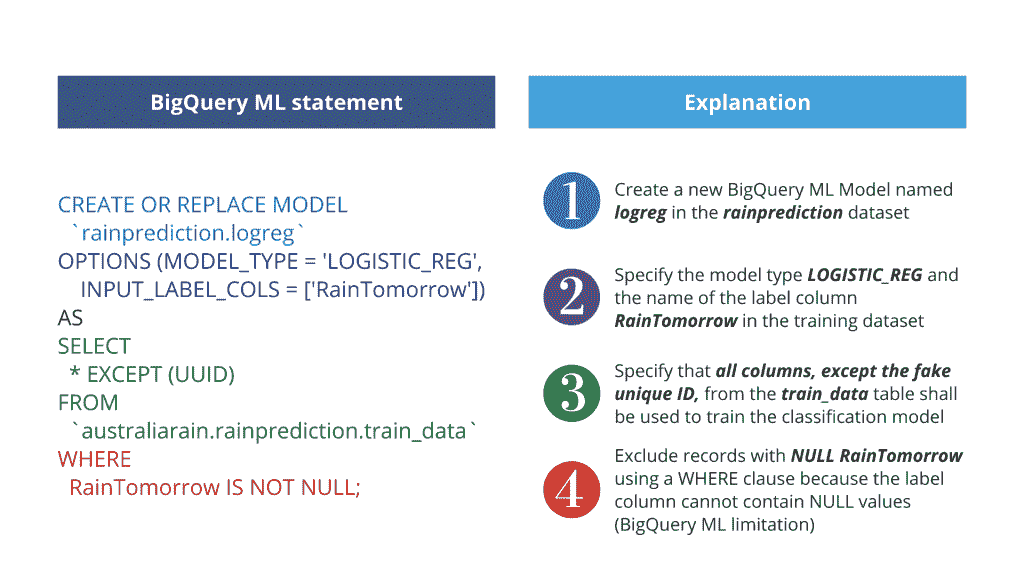 BigQuery ML statement
CREATE OR REPLACE MODEL
`rainprediction.logreg`
OPTIONS (MODEL_TYPE = 'LOGISTIC_REG',
INPUT_LABEL_COLS = ['RainTomorrow'])
AS
SELECT
* EXCEPT (UUID)
FROM
`australiarain.rainprediction.train_data`
WHERE
RainTomorrow IS NOT NULL;
Explanation
1
Create a new BigQuery ML Model named
logreg in the rainprediction dataset
2
Specify the model type LOGISTIC_REG and
the name of the label column
RainTomorrow in the training dataset
3
Specify that all columns, except the fake
unique ID, from the train_data table shall
be used to train the classification model
4
Exclude records with NULL RainTomorrow
using a WHERE clause because the label
column cannot contain NULL values
(BigQuery ML limitation)